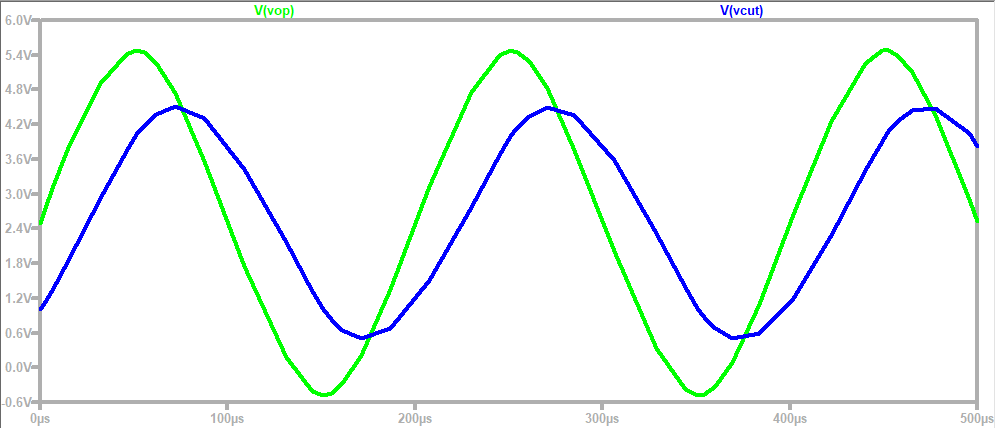 V(vop) V(vcut)
6.0V
5.4V
4.8V
4.2V
3.6V
3.0V
2.4V
1.8V
1.2V
0.6V
0.0V
-0.6V
0µs 100µs 200µs 300µs 400µs 500µs